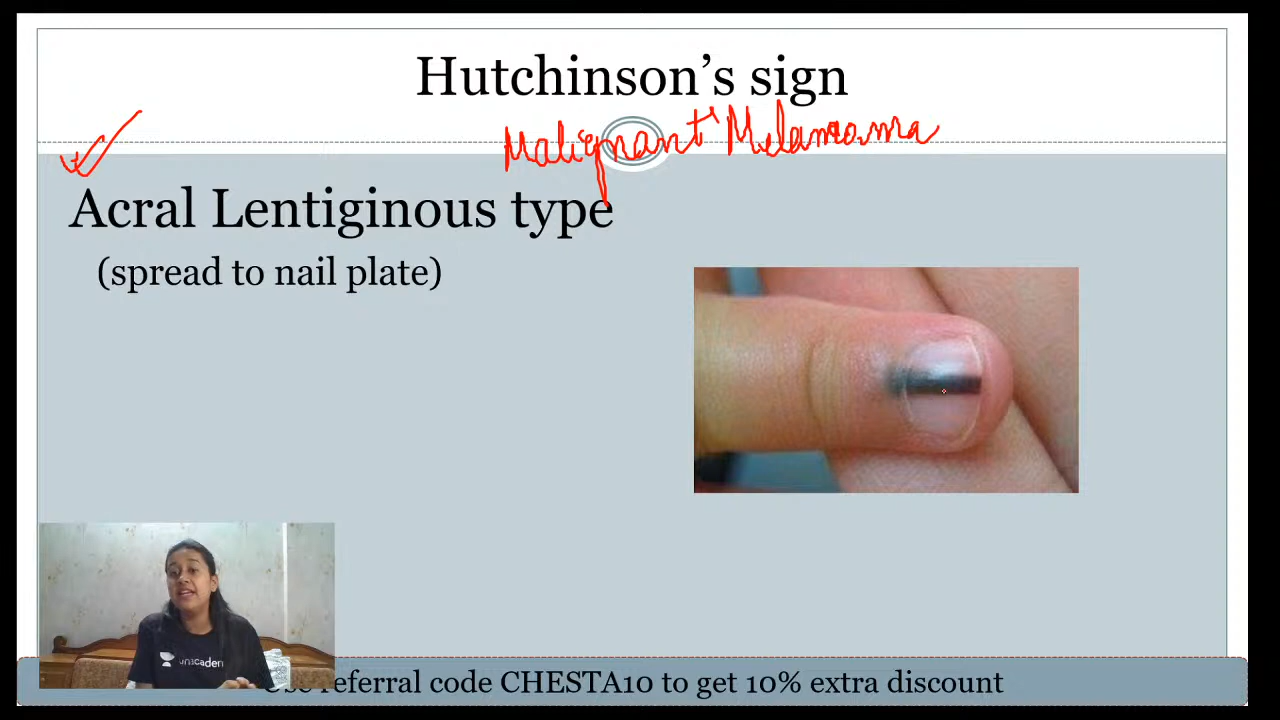 Hutchinson's sign
Malignant Melanoma
Acral Lentiginous type
(spread to nail plate)
unacadem
referral code CHESTA10 to get 10% extra discount